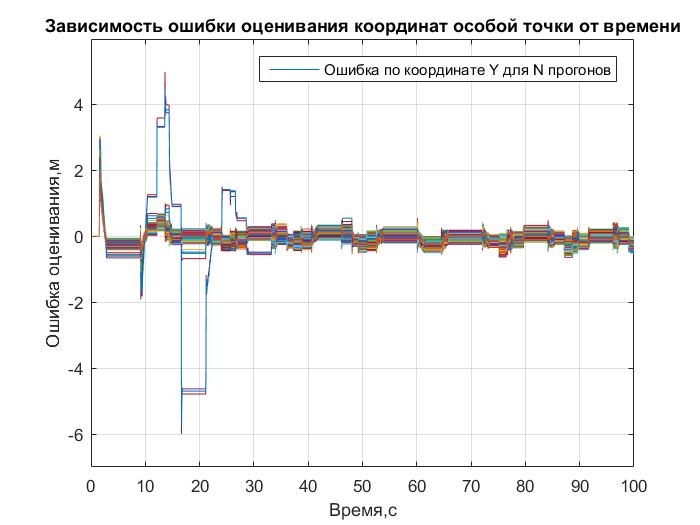 Зависимость ошибки оценивания координат особой точки от времени
Ошибка по координате Y для N прогонов
Ошибка оценивания,м
4
2
0
-2
-4
-6
0 10 20 30 40 50 60 70 80 90 100
Время,с